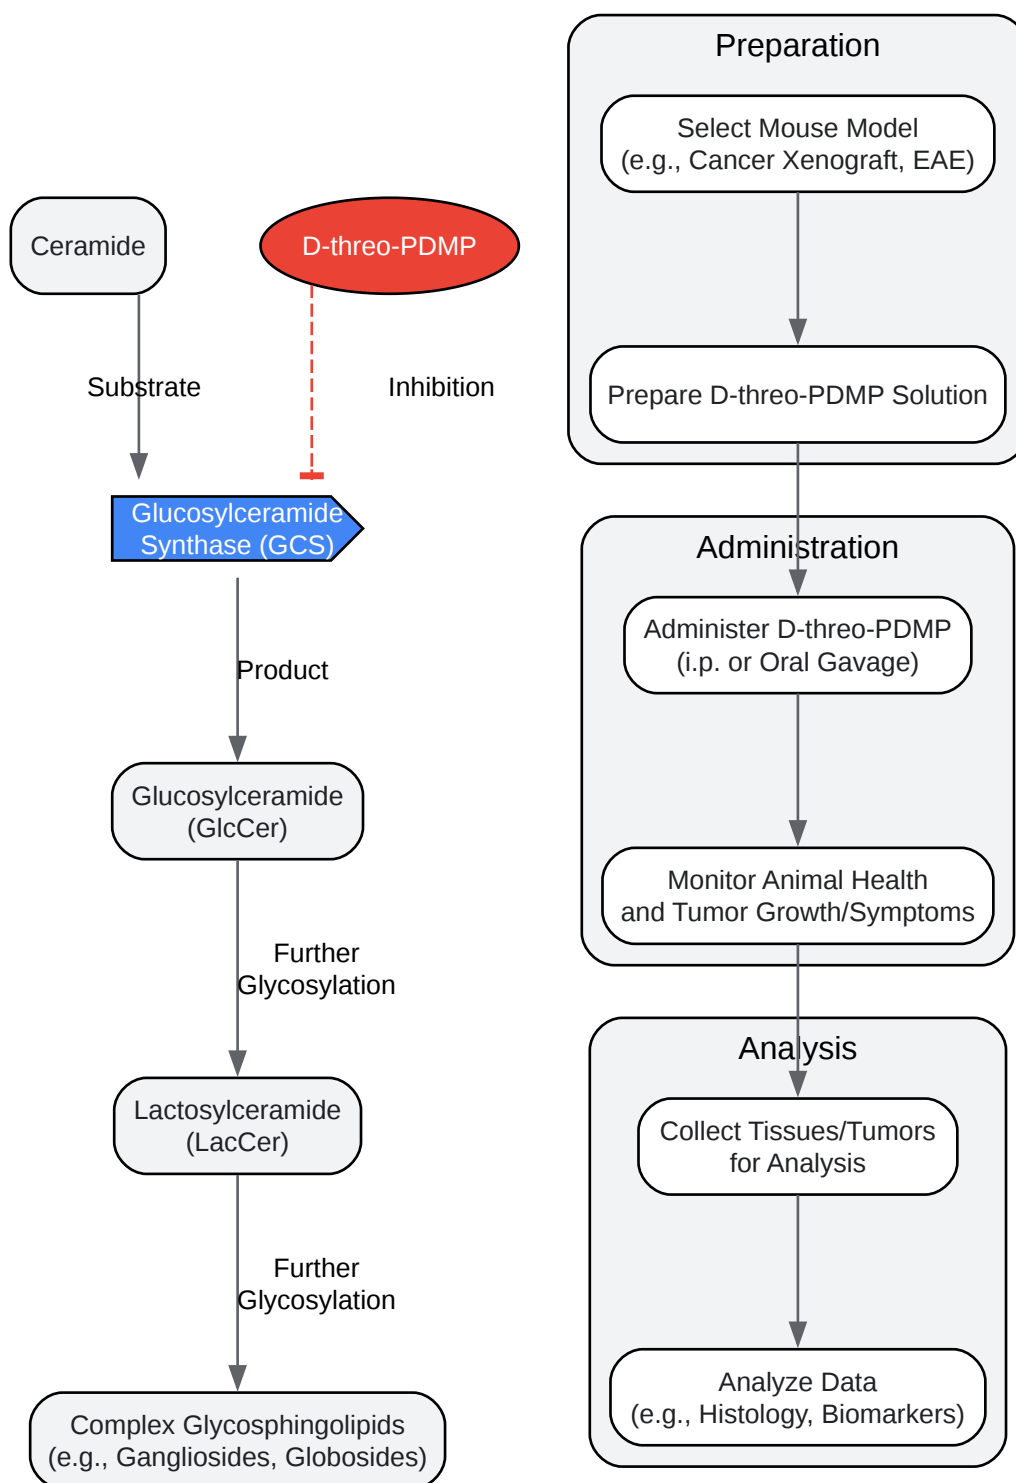 Ceramide
D-threo-PDMP
Substrate
Inhibition
Glucosylceramide
Synthase (GCS)
Product
Glucosylceramide
(GlcCer)
Further
Glycosylation
Lactosylceramide
(LacCer)
Further
Glycosylation
Complex Glycosphingolipids
(e.g., Gangliosides, Globosides)
Preparation
Select Mouse Model
(e.g., Cancer Xenograft, EAE)
Prepare D-threo-PDMP Solution
Administration
Administer D-threo-PDMP
(i.p. or Oral Gavage)
Monitor Animal Health
and Tumor Growth/Symptoms
Analysis
Collect Tissues/Tumors
for Analysis
Analyze Data
(e.g., Histology, Biomarkers)